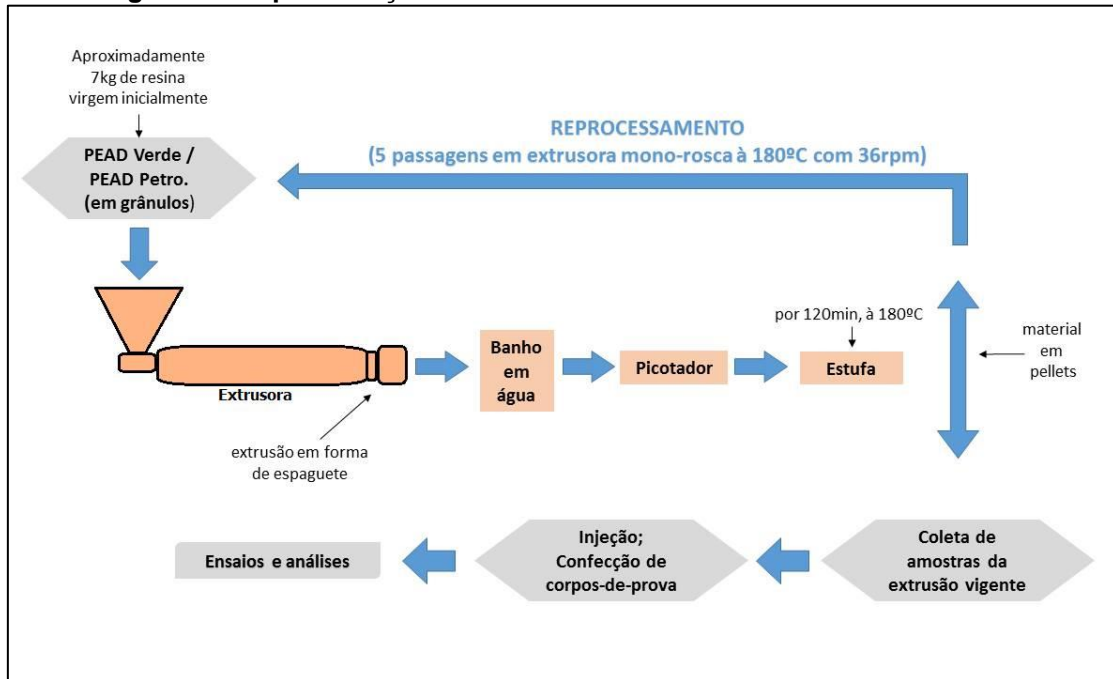 Aproximadamente
7kg de resina
virgem inicialmente
PEAD Verde /
PEAD Petro.
(em grânulos)
REPROCESSAMENTO
(5 passagens em extrusora mono-rosca à 180ºC com 36rpm)
Extrusora
extrusão em forma
de espaguete
Banho
em
água
Picotador
por 120min, à 180ºC
Estufa
material
em
pellets
Coleta de
amostras da
extrusão vigente
Injeção;
Confecção de
corpos-de-prova
Ensaios e análises